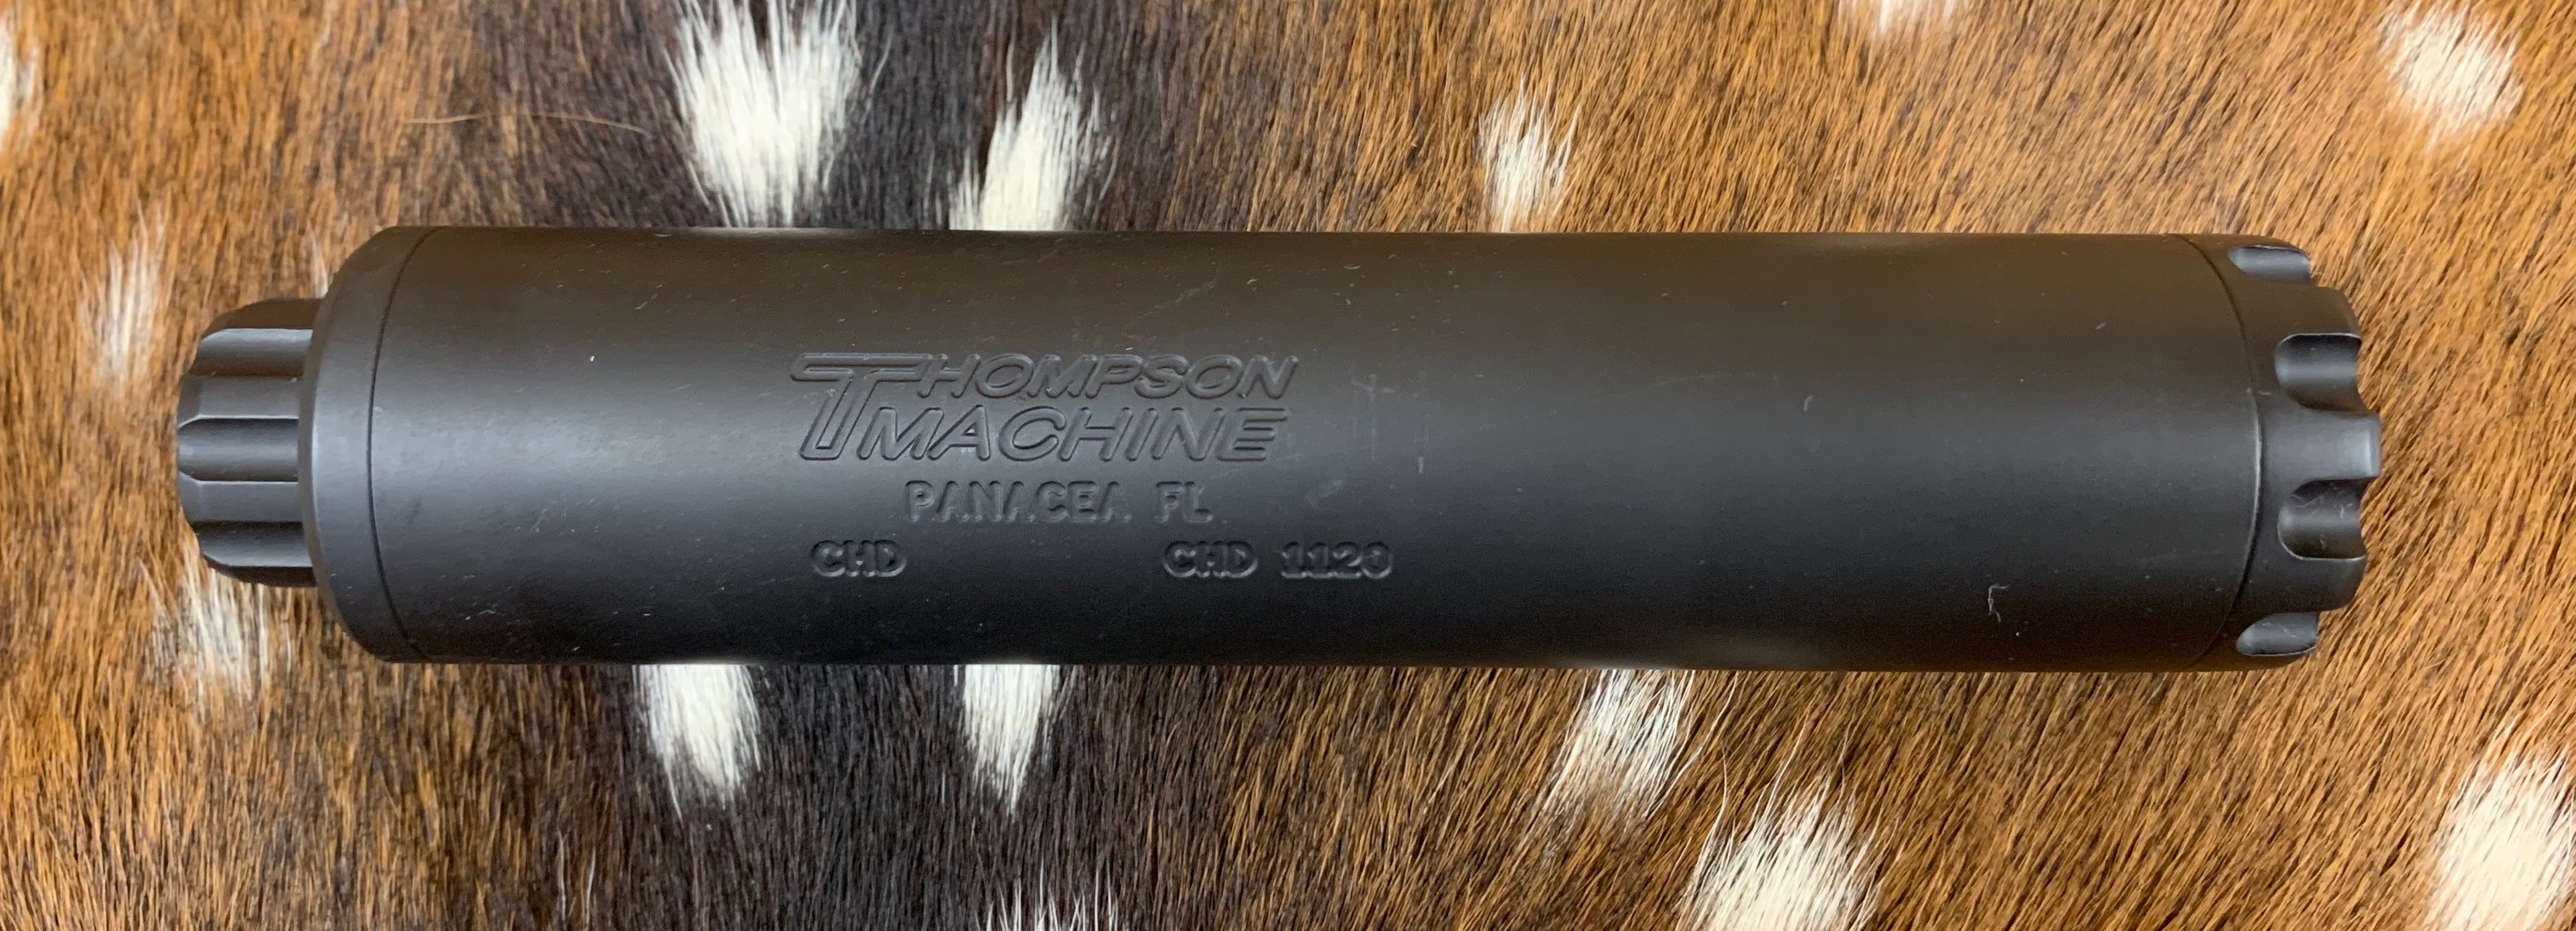 THOMPSON
MACHINE
PANACEA FL
CHD CHD 1120